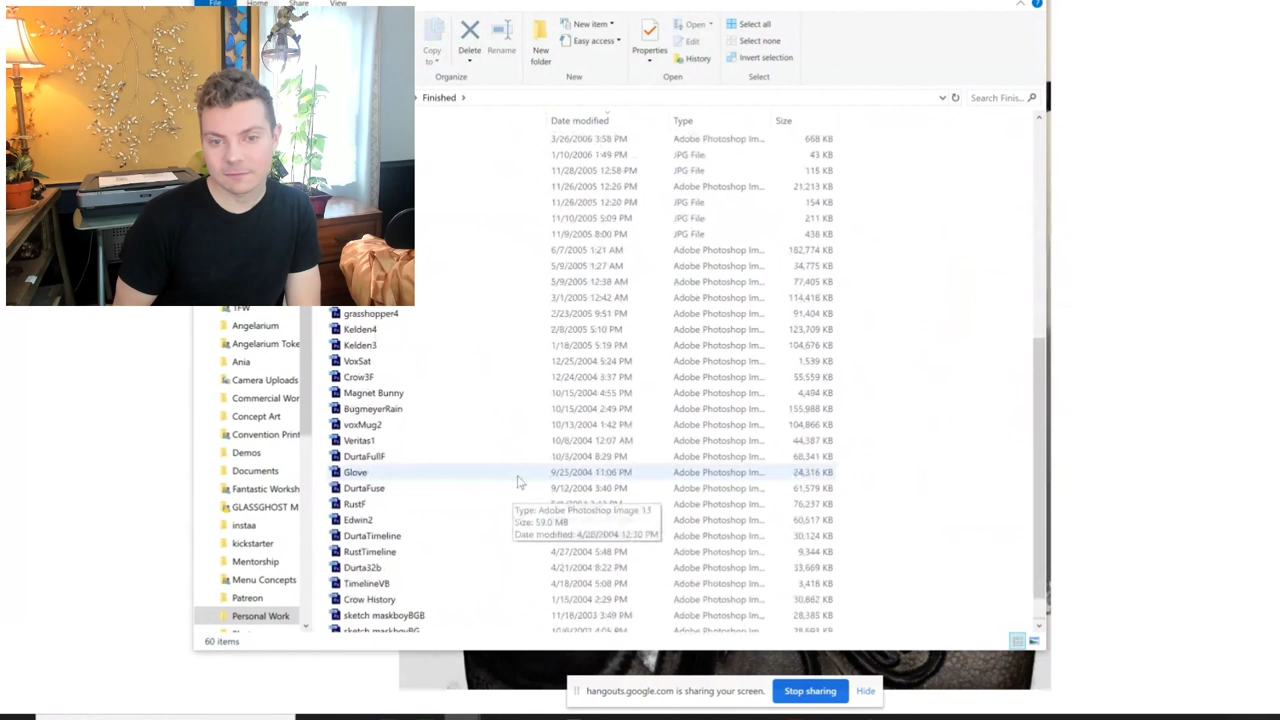 File Home Share View
Copy to
Delete
Rename
New folder
New item
Easy access
Properties
Open
Edit
History
Select all
Select none
Invert selection
Organize New Open Select
Finished
Search Finis...
Date modified Type Size
3/26/2006 3:58 PM Adobe Photoshop Im... 668 KB
1/10/2006 1:49 PM JPG File 43 KB
11/28/2005 12:58 PM JPG File 115 KB
11/26/2005 12:26 PM Adobe Photoshop Im... 21,213 KB
11/26/2005 12:20 PM JPG File 154 KB
11/10/2005 5:09 PM JPG File 211 KB
11/9/2005 8:00 PM JPG File 438 KB
6/7/2005 1:21 AM Adobe Photoshop Im... 182,774 KB
5/9/2005 1:27 AM Adobe Photoshop Im... 34,775 KB
5/9/2005 12:38 AM Adobe Photoshop Im... 77,405 KB
3/1/2005 12:42 AM Adobe Photoshop Im... 114,416 KB
grasshopper4 2/23/2005 9:51 PM Adobe Photoshop Im... 91,404 KB
Kelden4 2/8/2005 5:10 PM Adobe Photoshop Im... 123,709 KB
Kelden3 1/18/2005 5:19 PM Adobe Photoshop Im... 104,676 KB
VoxSat 12/25/2004 5:24 PM Adobe Photoshop Im... 1,539 KB
Crow3F 12/24/2004 3:37 PM Adobe Photoshop Im... 55,559 KB
Magnet Bunny 10/15/2004 4:55 PM Adobe Photoshop Im... 4,494 KB
BugmeyerRain 10/15/2004 2:49 PM Adobe Photoshop Im... 155,988 KB
voxMug2 10/13/2004 1:42 PM Adobe Photoshop Im... 104,866 KB
Veritas1 10/8/2004 12:07 AM Adobe Photoshop Im... 44,387 KB
DurtaFullF 10/3/2004 8:29 PM Adobe Photoshop Im... 68,341 KB
Glove 9/25/2004 11:06 PM Adobe Photoshop Im... 24,316 KB
DurtaFuse 9/12/2004 3:40 PM Adobe Photoshop Im... 61,579 KB
RustF Adobe Photoshop Im... 76,237 KB
Edwin2 Adobe Photoshop Im... 60,517 KB
DurtaTimeline Adobe Photoshop Im... 30,124 KB
RustTimeline 4/27/2004 5:48 PM Adobe Photoshop Im... 9,344 KB
Durta32b 4/21/2004 8:22 PM Adobe Photoshop Im... 33,669 KB
TimelineVB 4/18/2004 5:08 PM Adobe Photoshop Im... 3,418 KB
Crow History 1/15/2004 2:29 PM Adobe Photoshop Im... 30,862 KB
sketch maskboyBGB 11/18/2003 3:49 PM Adobe Photoshop Im... 28,385 KB
sketch maskboyBG Adobe Photoshop Im...
Type: Adobe Photoshop Image 13
Size: 59.0 MB
Date modified: 4/28/2004 12:30 PM
TFW
Angelarium
Angelarium Toke
Ania
Camera Uploads
Commercial Wor
Concept Art
Convention Print
Demos
Documents
Fantastic Worksh
GLASSGHOST M
instaa
kickstarter
Mentorship
Menu Concepts
Patreon
Personal Work
60 items
hangouts.google.com is sharing your screen. Stop sharing Hide